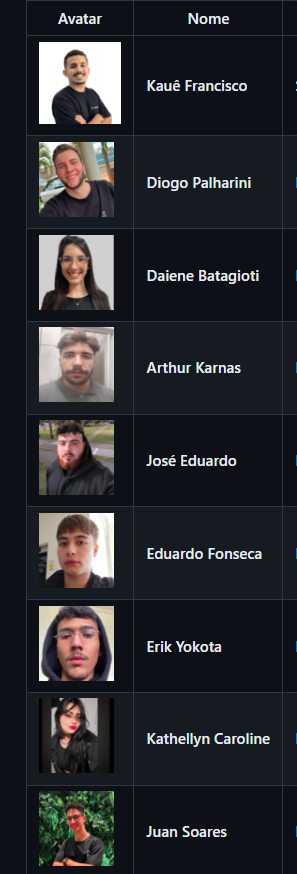 Avatar Nome
Kauê Francisco
Diogo Palharini
Daiene Batagioti
Arthur Karnas
José Eduardo
Eduardo Fonseca
Erik Yokota
Kathellyn Caroline
Juan Soares